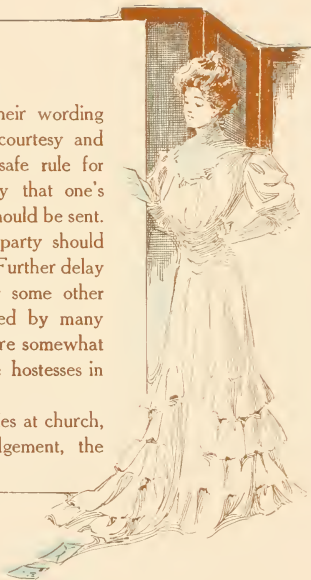 heir wording
courtesy and
safe rule for
y that one's
hould be sent.
party should
Further delay
some other
ed by many
re somewhat
hostesses in
es at church,
lgement, the